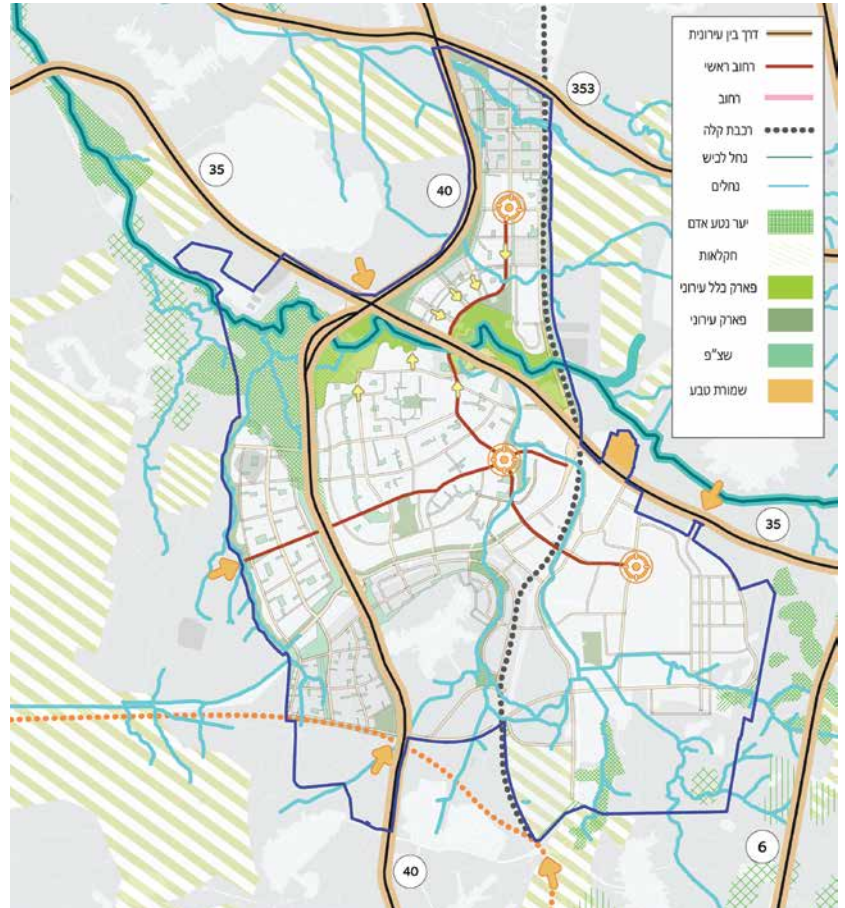 דרך בין עירונית
רחוב ראשי
רחוב
רכבת קלה
נחל לכיש
נחלים
יער נטע אדם
חקלאות
פארק כלל עירוני
פארק עירוני
שצ"פ
שמורת טבע
353
35
40
35
6
40